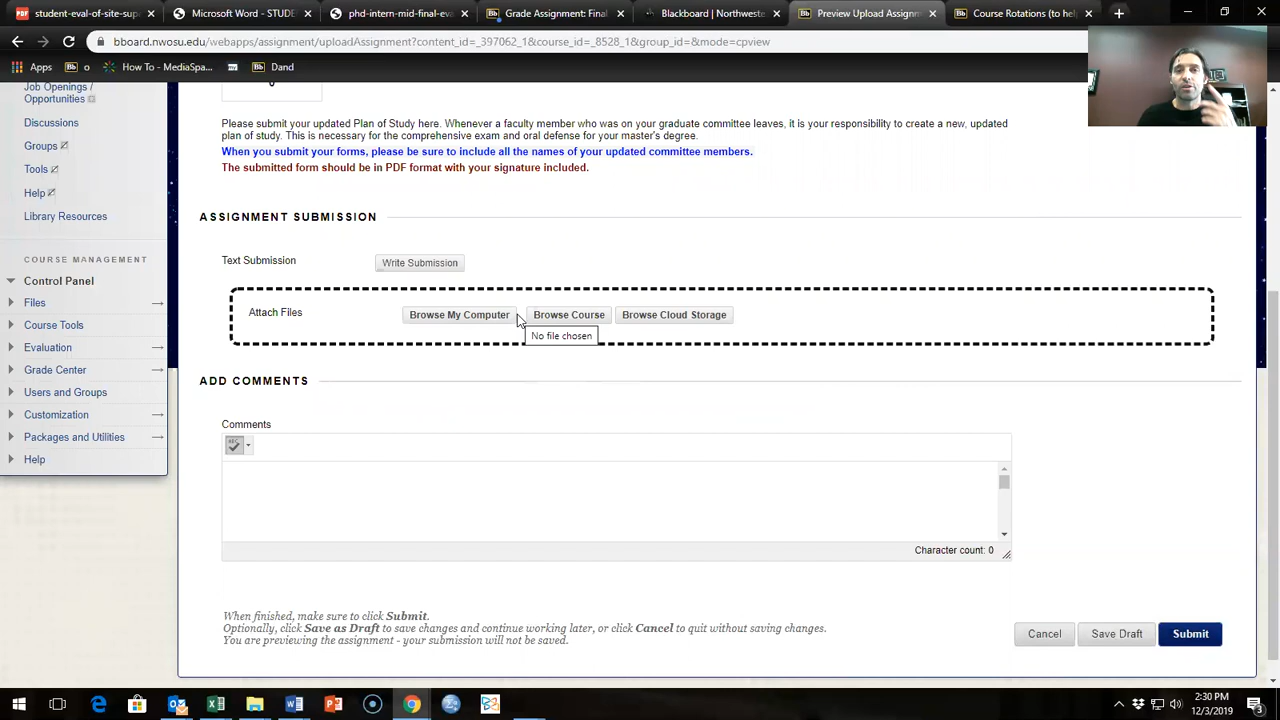 student-eval-of-site-sup
Microsoft Word - STUD
phd-intern-mid-final-ev
Grade Assignment: Final
Blackboard | Northweste
Preview Upload Assignm
Course Rotations (to hel
bboard.nwosu.edu/webapps/assignment/uploadAssignment?content_id=_397062_1&course_id=_8528_1&group_id=&mode=cpview
Apps
Bb o
How To - MediaSpa...
Bb Dand
Job Openings /
Opportunities
Discussions
Groups
Tools
Help
Library Resources
COURSE MANAGEMENT
Control Panel
Files
Course Tools
Evaluation
Grade Center
Users and Groups
Customization
Packages and Utilities
Help
Please submit your updated Plan of Study here. Whenever a faculty member who was on your graduate committee leaves, it is your responsibility to create a new, updated
plan of study. This is necessary for the comprehensive exam and oral defense for your master's degree.
When you submit your forms, please be sure to include all the names of your updated committee members.
The submitted form should be in PDF format with your signature included.
ASSIGNMENT SUBMISSION
Text Submission
Write Submission
Attach Files
Browse My Computer
Browse Course
Browse Cloud Storage
No file chosen
ADD COMMENTS
Comments
ABC
Character count: 0
When finished, make sure to click Submit.
Optionally, click Save as Draft to save changes and continue working later, or click Cancel to quit without saving changes.
You are previewing the assignment - your submission will not be saved.
Cancel
Save Draft
Submit
2:30 PM
12/3/2019